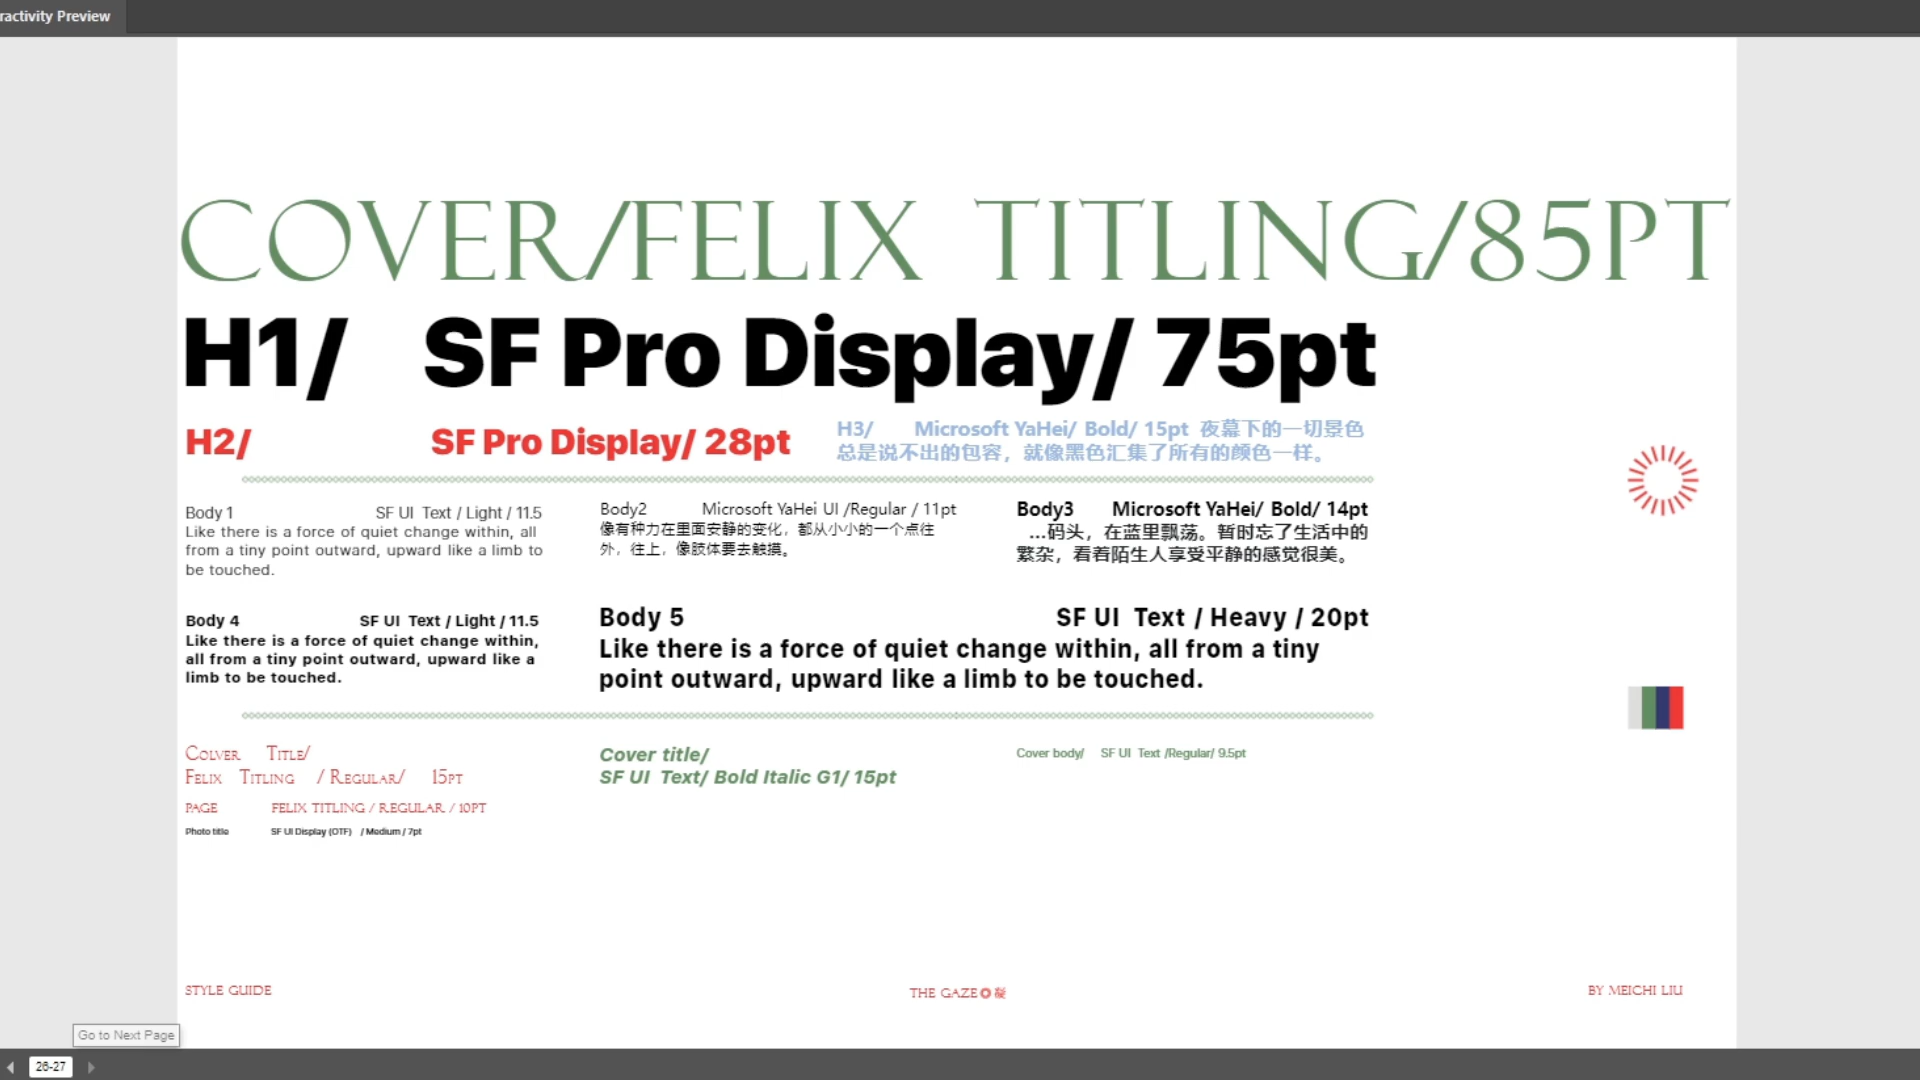 ractivity Preview
COVER/FELIX TITLING/85PT
H1/ SF Pro Display/ 75pt
H2/ SF Pro Display/ 28pt
H3/ Microsoft YaHei/ Bold/ 15pt 夜幕下的一切景色
总是说不出的包容，就像黑色汇集了所有的颜色一样。
Body 1 SF UI Text / Light / 11.5
Like there is a force of quiet change within, all
from a tiny point outward, upward like a limb to
be touched.
Body2 Microsoft YaHei UI /Regular / 11pt
像有种力在里面安静的变化，都从小小的一个点往
外，往上，像肢体要去触摸。
Body3 Microsoft YaHei/ Bold/ 14pt
...码头，在蓝里飘荡。暂时忘了生活中的
繁杂，看着陌生人享受平静的感觉很美。
Body 4 SF UI Text / Light / 11.5
Like there is a force of quiet change within,
all from a tiny point outward, upward like a
limb to be touched.
Body 5 SF UI Text / Heavy / 20pt
Like there is a force of quiet change within, all from a tiny
point outward, upward like a limb to be touched.
Colver Title/
Felix Titling / Regular/ 15pt
PAGE FELIX TITLING / REGULAR / 10PT
Photo title SF UI Display (OTF) / Medium / 7pt
Cover title/
SF UI Text/ Bold Italic G1/ 15pt
Cover body/ SF UI Text /Regular/ 9.5pt
STYLE GUIDE
THE GAZE 凝
BY MEICHI LIU
Go to Next Page
26-27